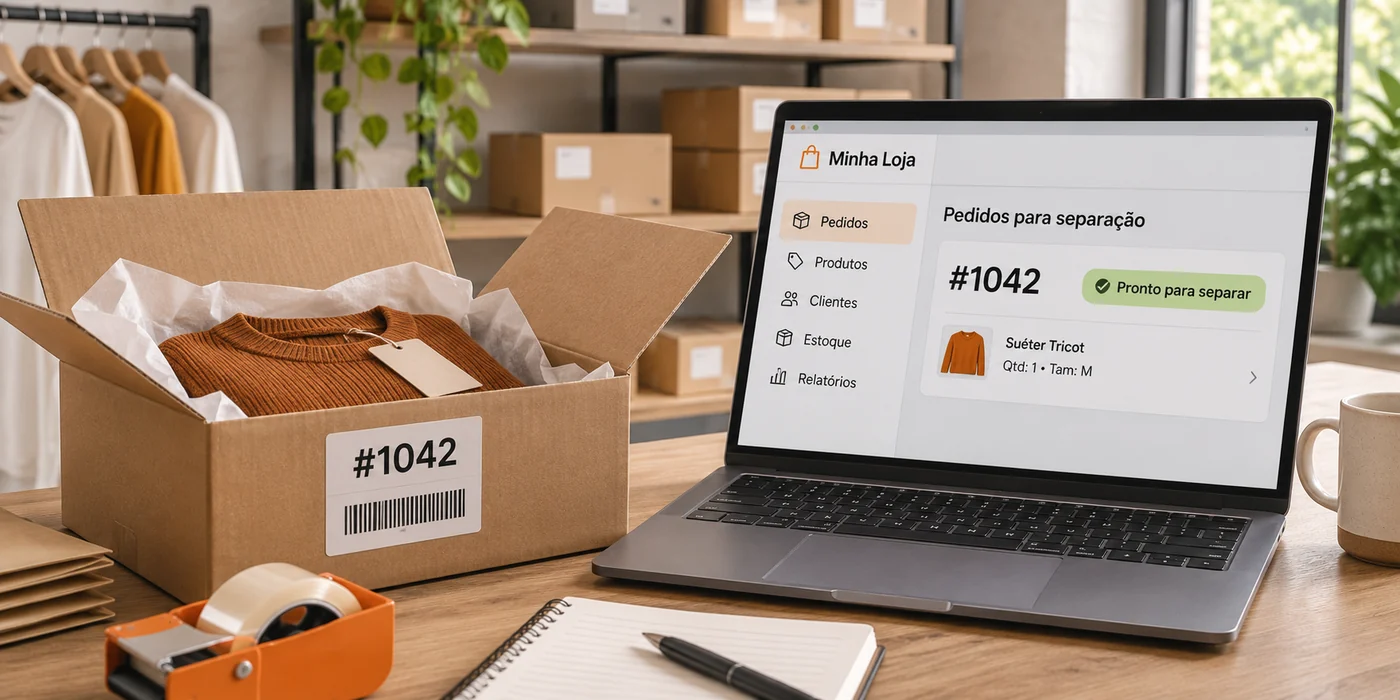 #1042
Minha Loja
Pedidos
Produtos
Clientes
Estoque
Relatórios
Pedidos para separação
#1042
Pronto para separar
Suéter Tricot
Qtd: 1 • Tam: M